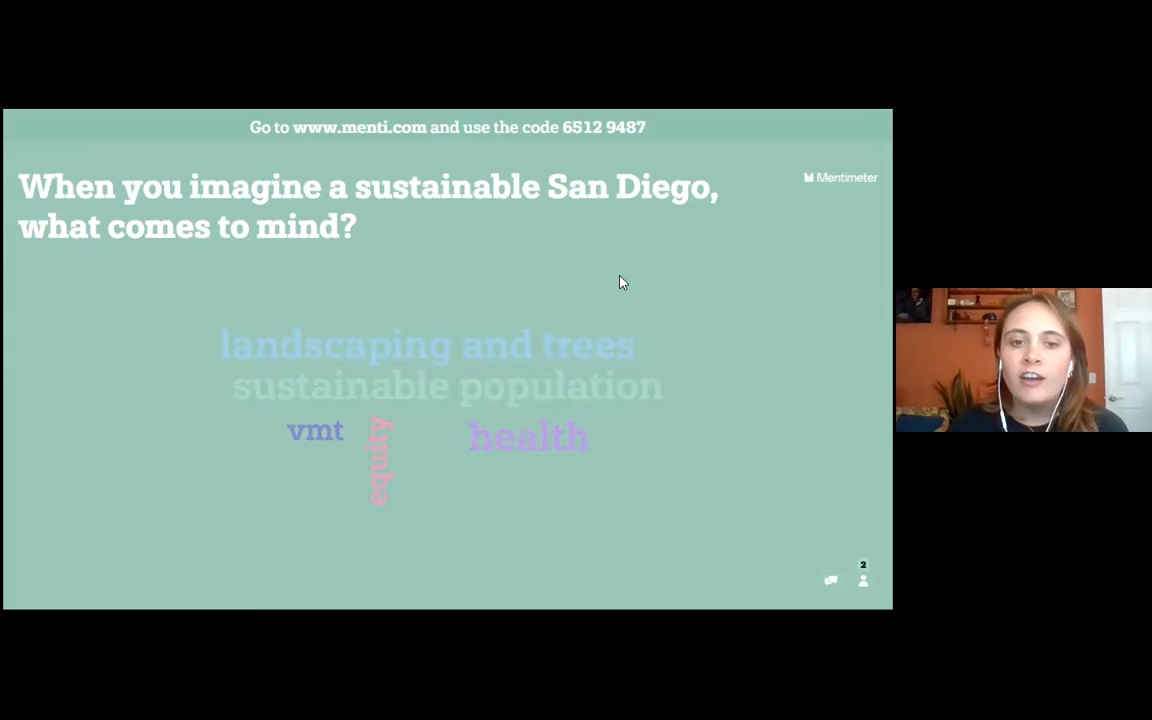 Go to www.menti.com and use the code 6512 9487
When you imagine a sustainable San Diego,
what comes to mind?
Mentimeter
landscaping and trees
sustainable population
vmt
equity
health
2